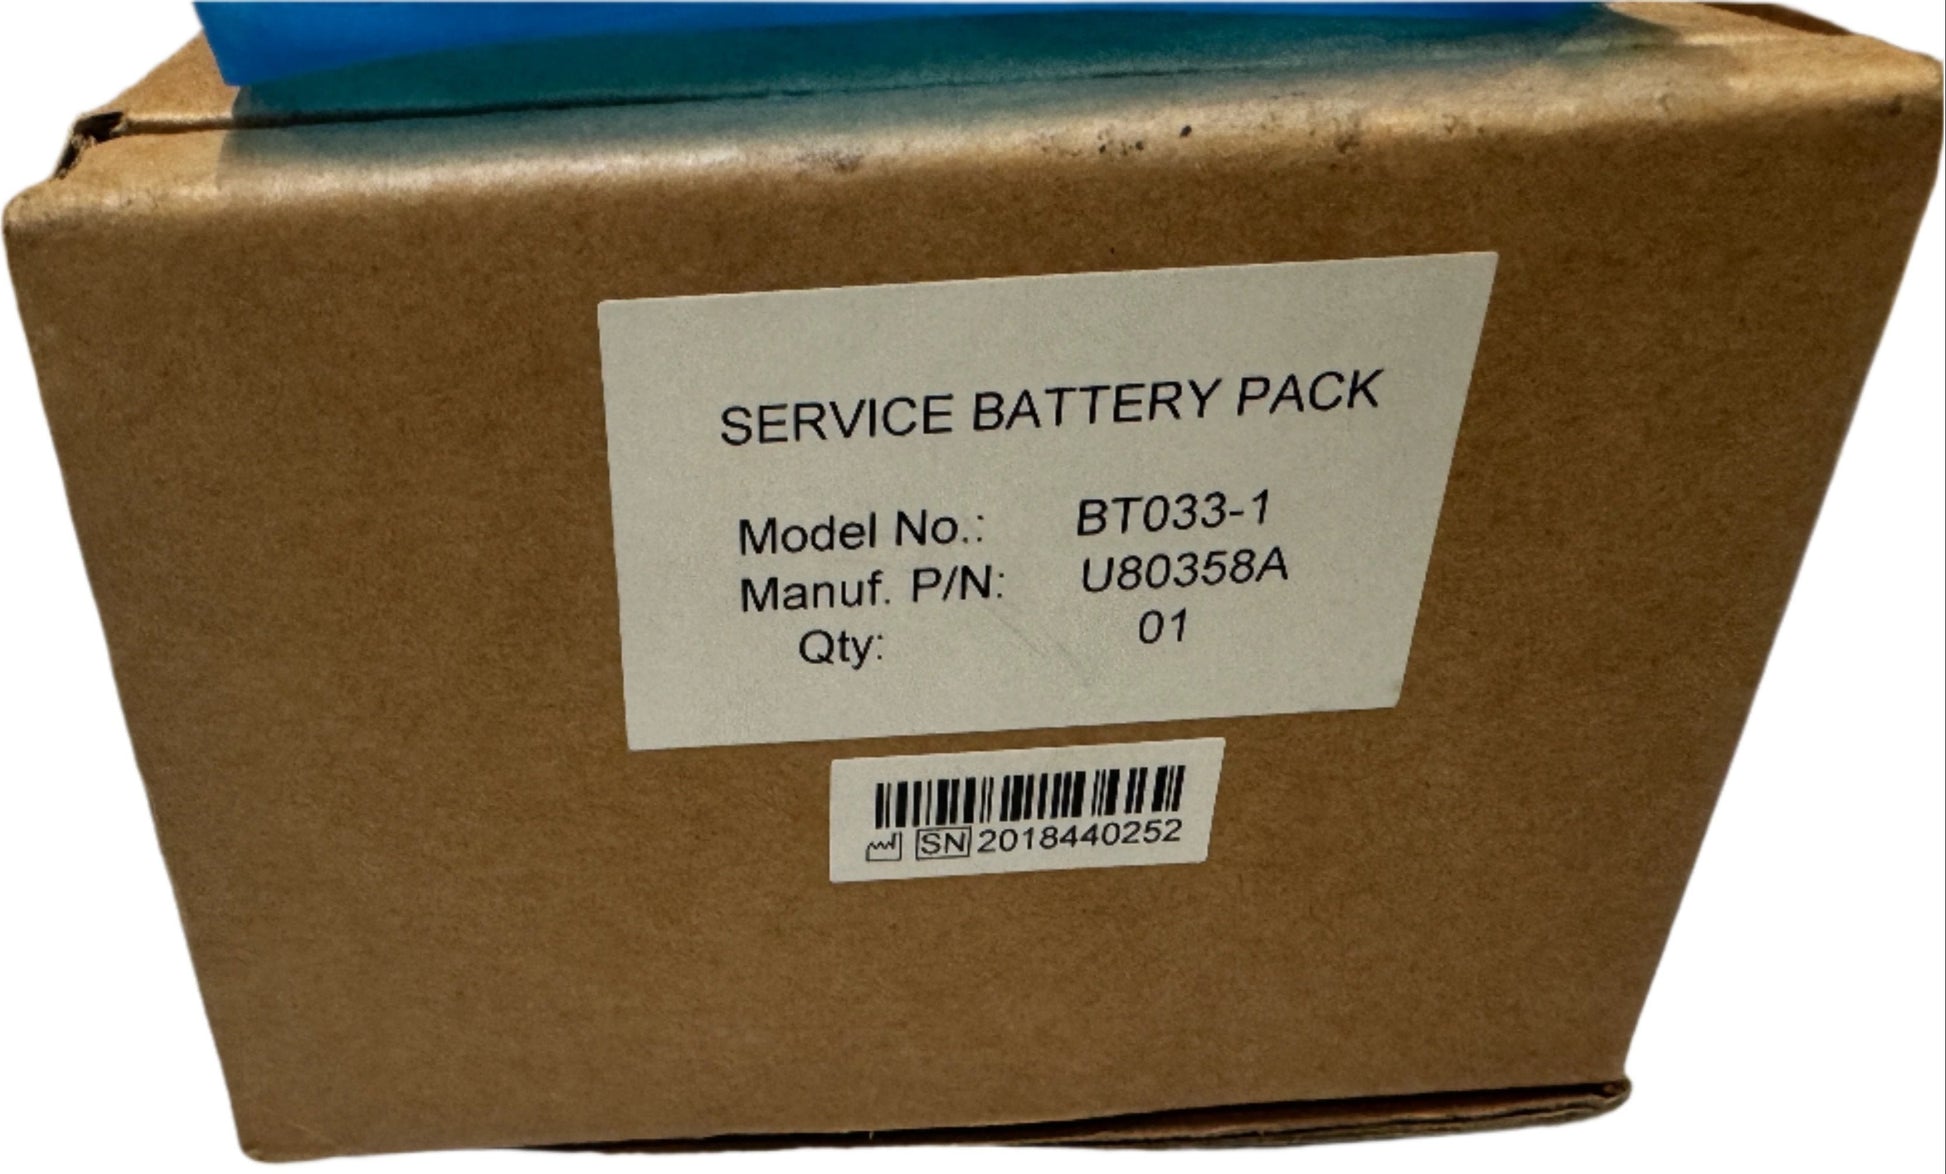 SERVICE BATTERY PACK
Model No.: BT033-1
Manuf. P/N: U80358A
Qty: 01
SN 2018440252